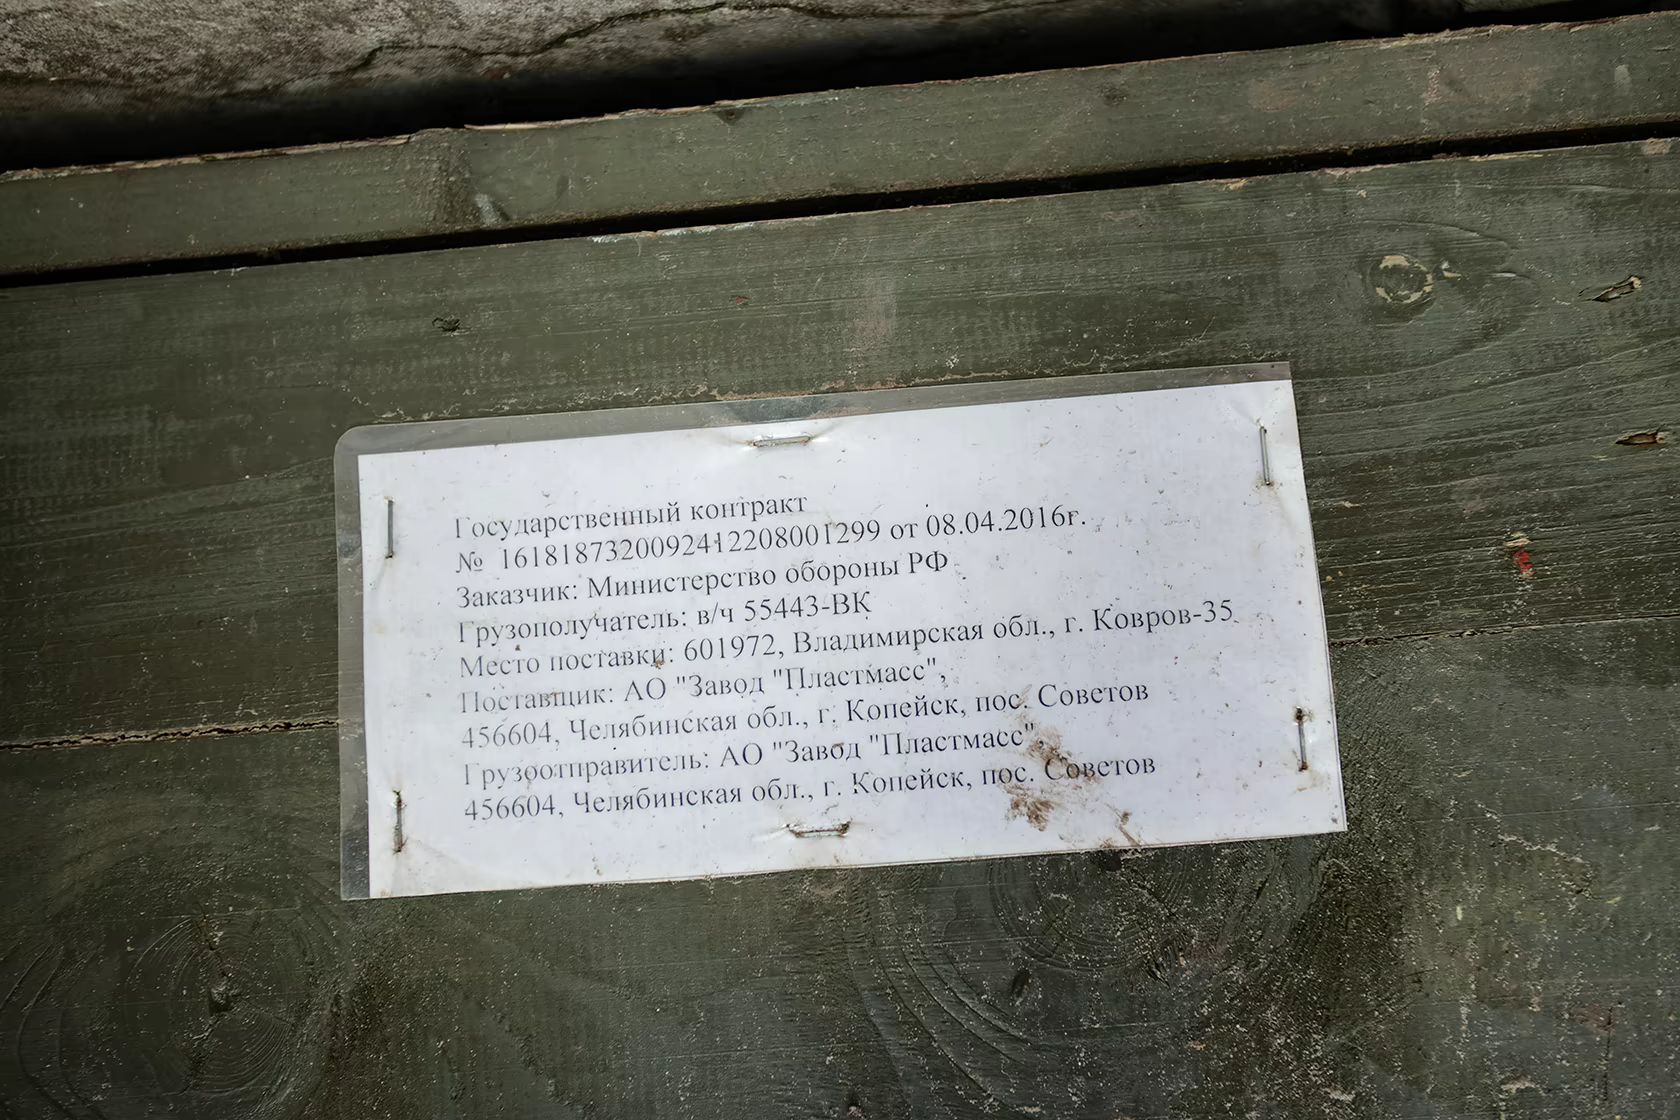 Государственный контракт
№ 1618187320092412208001299 от 08.04.2016г.
Заказчик: Министерство обороны РФ
Грузополучатель: в/ч 55443-ВК
Место поставки: 601972, Владимирская обл., г. Ковров-35
Поставщик: АО "Завод "Пластмасс",
456604, Челябинская обл., г. Копейск, пос. Советов
Грузоотправитель: АО "Завод "Пластмасс",
456604, Челябинская обл., г. Копейск, пос. Советов